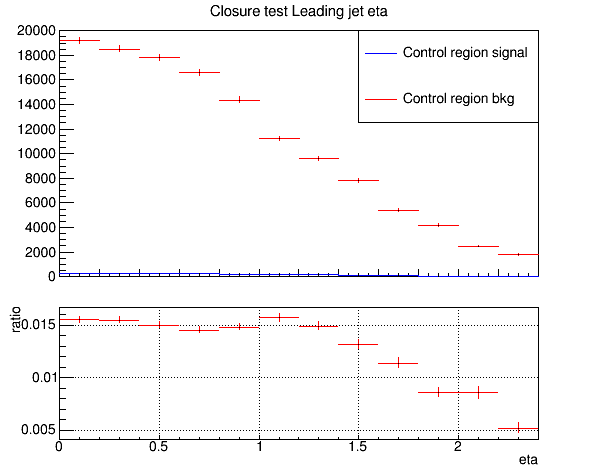 Closure test Leading jet eta
20000
18000
16000
14000
12000
10000
8000
6000
4000
2000
0
Control region signal
Control region bkg
ratio
0.015
0.01
0.005
0 0.5 1 1.5 2
eta